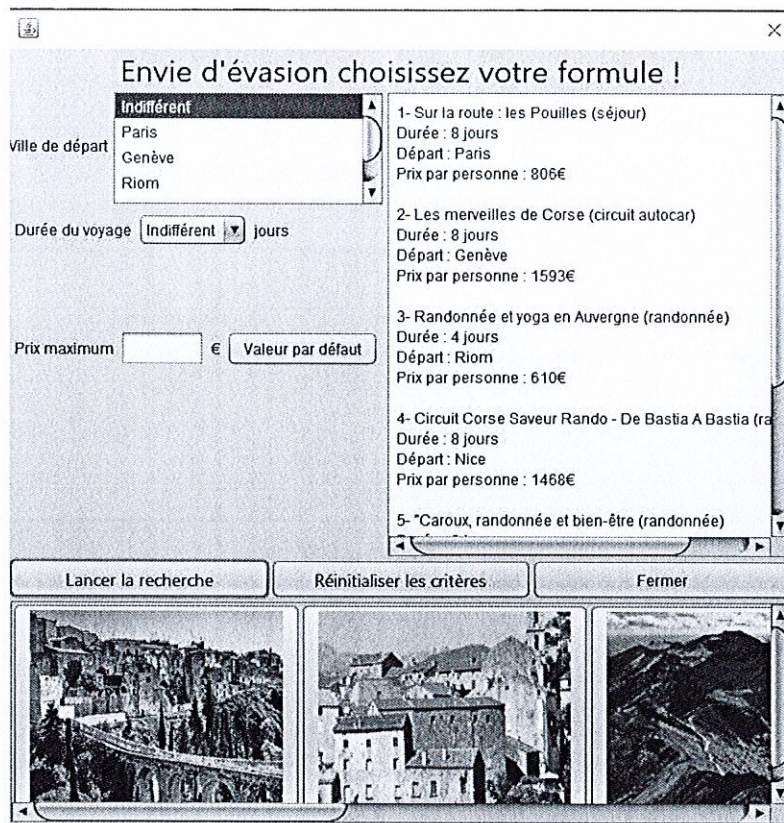 Envie d'évasion choisissez votre formule !
Ville de départ
Indifférent
Paris
Genève
Riom
Durée du voyage Indifférent jours
Prix maximum € Valeur par défaut
1- Sur la route : les Pouilles (séjour)
Durée : 8 jours
Départ : Paris
Prix par personne : 806€
2- Les merveilles de Corse (circuit autocar)
Durée : 8 jours
Départ : Genève
Prix par personne : 1593€
3- Randonnée et yoga en Auvergne (randonnée)
Durée : 4 jours
Départ : Riom
Prix par personne : 610€
4- Circuit Corse Saveur Rando - De Bastia A Bastia (ra
Durée : 8 jours
Départ : Nice
Prix par personne : 1468€
5- "Caroux, randonnée et bien-être (randonnée)
Lancer la recherche Réinitialiser les critères Fermer